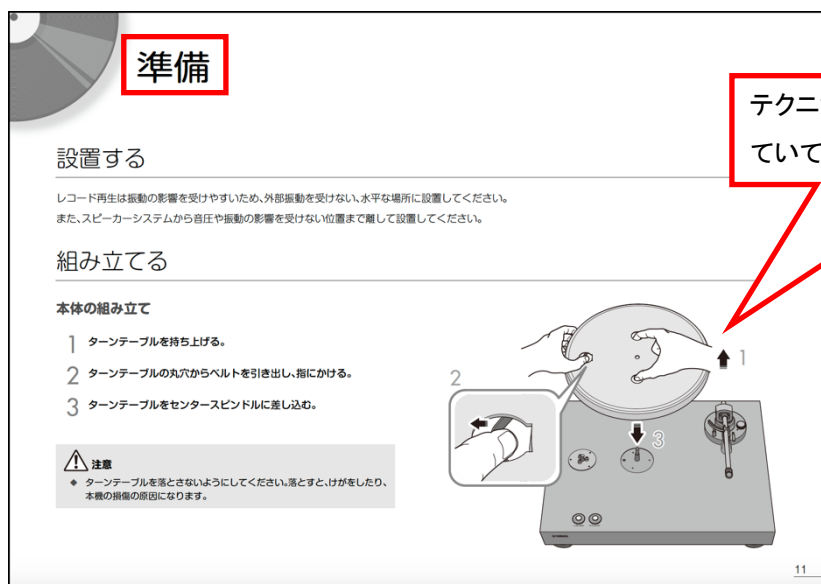 準備
テクニ
ていて
設置する
レコード再生は振動の影響を受けやすいため、外部振動を受けない、水平な場所に設置してください。
また、スピーカーシステムから音圧や振動の影響を受けない位置まで離して設置してください。
組み立てる
本体の組み立て
1 ターンテーブルを持ち上げる。
2 ターンテーブルの丸穴からベルトを引き出し、指にかける。
3 ターンテーブルをセンタースピンドルに差し込む。
注意
◆ ターンテーブルを落とさないようにしてください。落とすと、けがをしたり、
本機の損傷の原因になります。
1
2
3
11